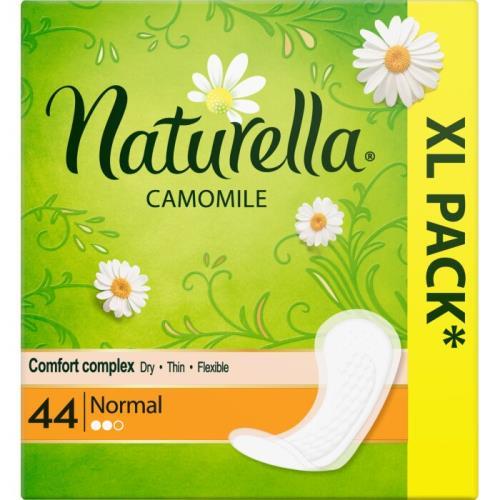 Naturella®
CAMOMILE
XL PACK*
Comfort complex Dry • Thin • Flexible
44 Normal